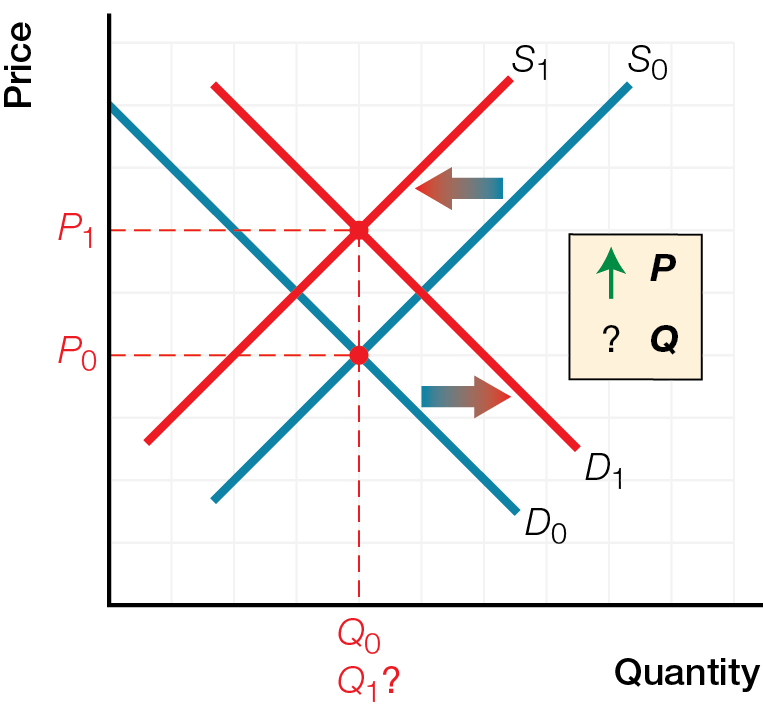 Price
S₁
S₀
P₁
P
? Q
P₀
D₁
D₀
Q₀
Q₁?
Quantity